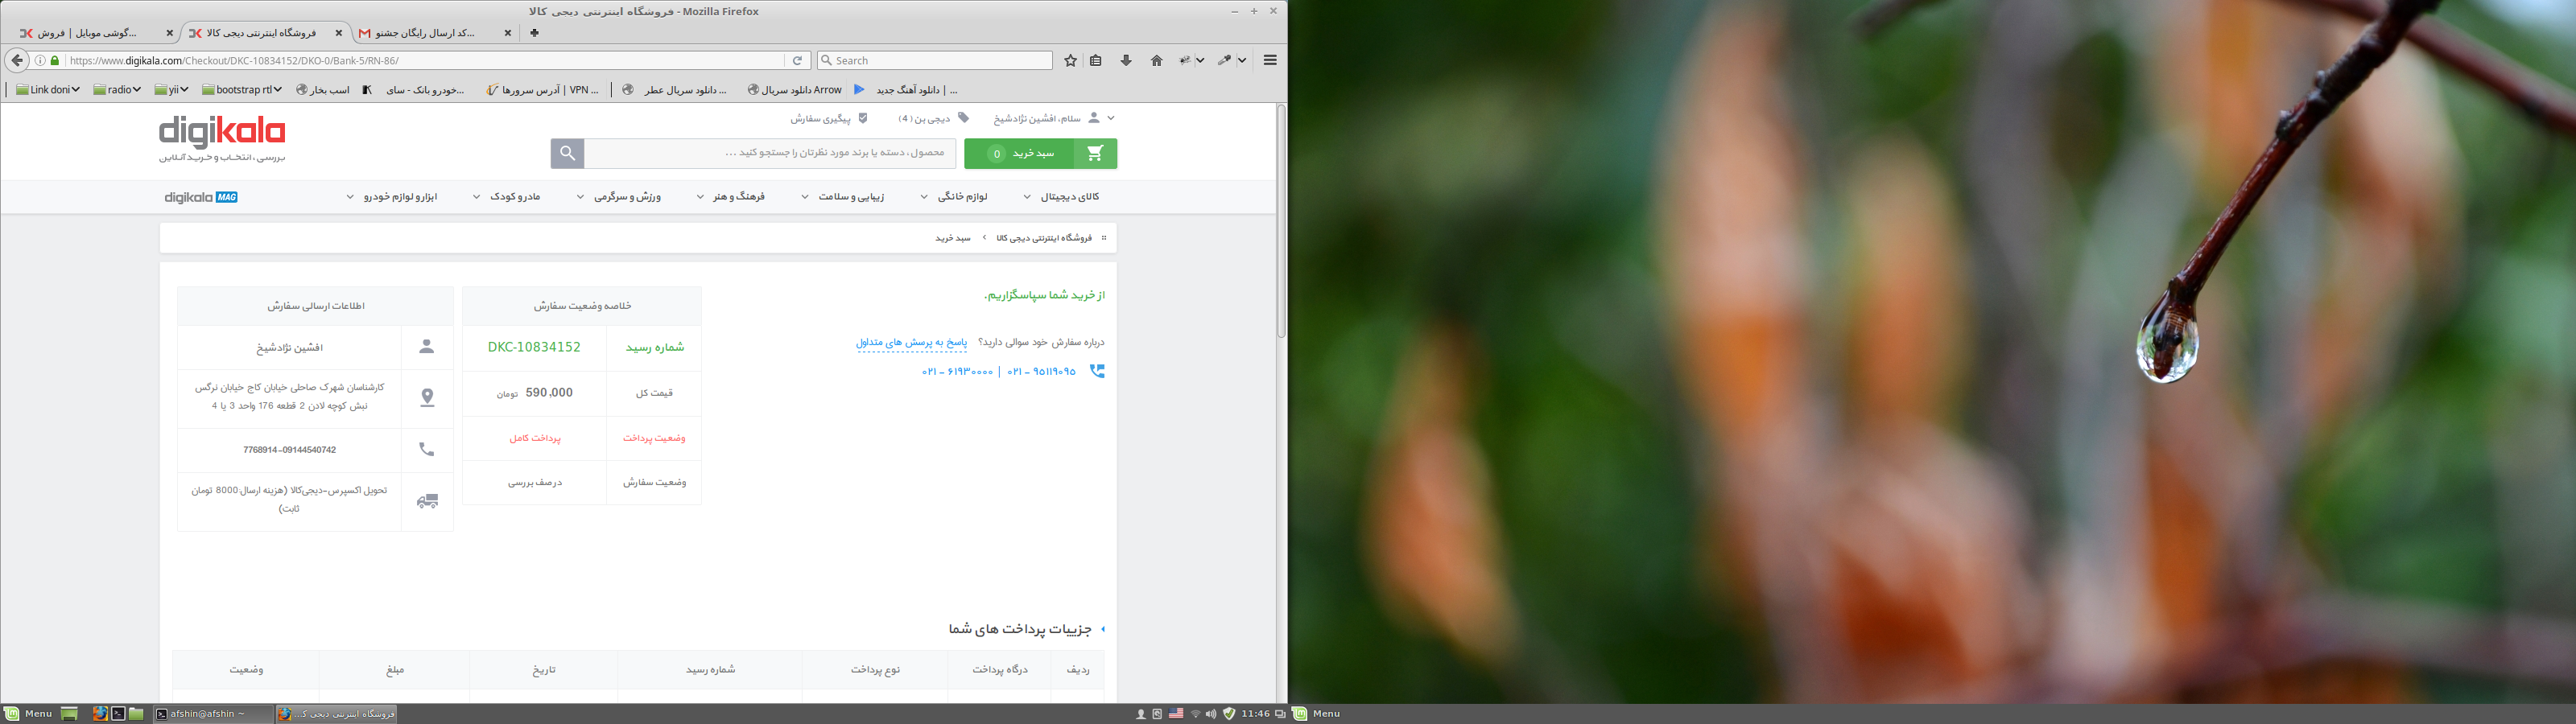 فروشگاه اینترنتی دیجی کالا - Mozilla Firefox
گوشی موبایل | فروش...
فروشگاه اینترنتی دیجی کالا
کد ارسال رایگان جشنو...
https://www.digikala.com/Checkout/DKC-10834152/DKO-0/Bank-5/RN-86/
Search
Link doni
radio
yii
bootstrap rtl
اسب بخار
خودرو بانک - سای...
آدرس سرورها | VPN ...
دانلود سریال عطر ...
دانلود سریال Arrow
دانلود آهنگ جدید | ...
سلام، افشین نژادشیخ
دیجی بن (4)
پیگیری سفارش
digikala
بررسی، انتخاب و خرید آنلاین
سبد خرید 0
محصول، دسته یا برند مورد نظرتان را جستجو کنید ...
کالای دیجیتال
لوازم خانگی
زیبایی و سلامت
فرهنگ و هنر
ورزش و سرگرمی
مادر و کودک
ابزار و لوازم خودرو
digikala MAG
فروشگاه اینترنتی دیجی کالا
سبد خرید
از خرید شما سپاسگزاریم.
درباره سفارش خود سوالی دارید؟ پاسخ به پرسش های متداول
۰۲۱ - ۹۵۱۱۹۰۹۵ | ۰۲۱ - ۶۱۹۳۰۰۰۰
خلاصه وضعیت سفارش
شماره رسید DKC-10834152
قیمت کل 590,000 تومان
وضعیت پرداخت پرداخت کامل
وضعیت سفارش در صف بررسی
اطلاعات ارسالی سفارش
افشین نژادشیخ
کارشناسان شهرک صاحلی خیابان کاج خیابان نرگس
نبش کوچه لادن 2 قطعه 176 واحد 3 یا 4
7768914-09144540742
تحویل اکسپرس-دیجی‌کالا (هزینه ارسال:8000 تومان
ثابت)
جزییات پرداخت های شما
ردیف
درگاه پرداخت
نوع پرداخت
شماره رسید
تاریخ
مبلغ
وضعیت
Menu
afshin@afshin ~
فروشگاه اینترنتی دیجی ک...
11:46
Menu